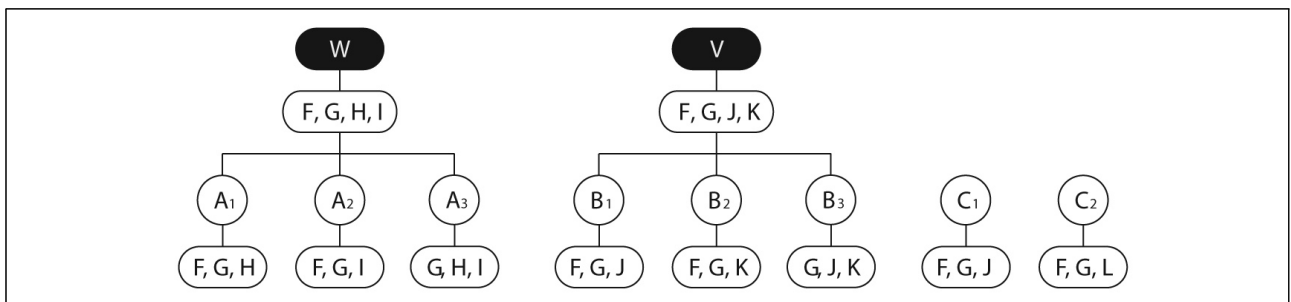 W V
F, G, H, I F, G, J, K
A1 A2 A3 B1 B2 B3 C1 C2
F, G, H F, G, I G, H, I F, G, J F, G, K G, J, K F, G, J F, G, L